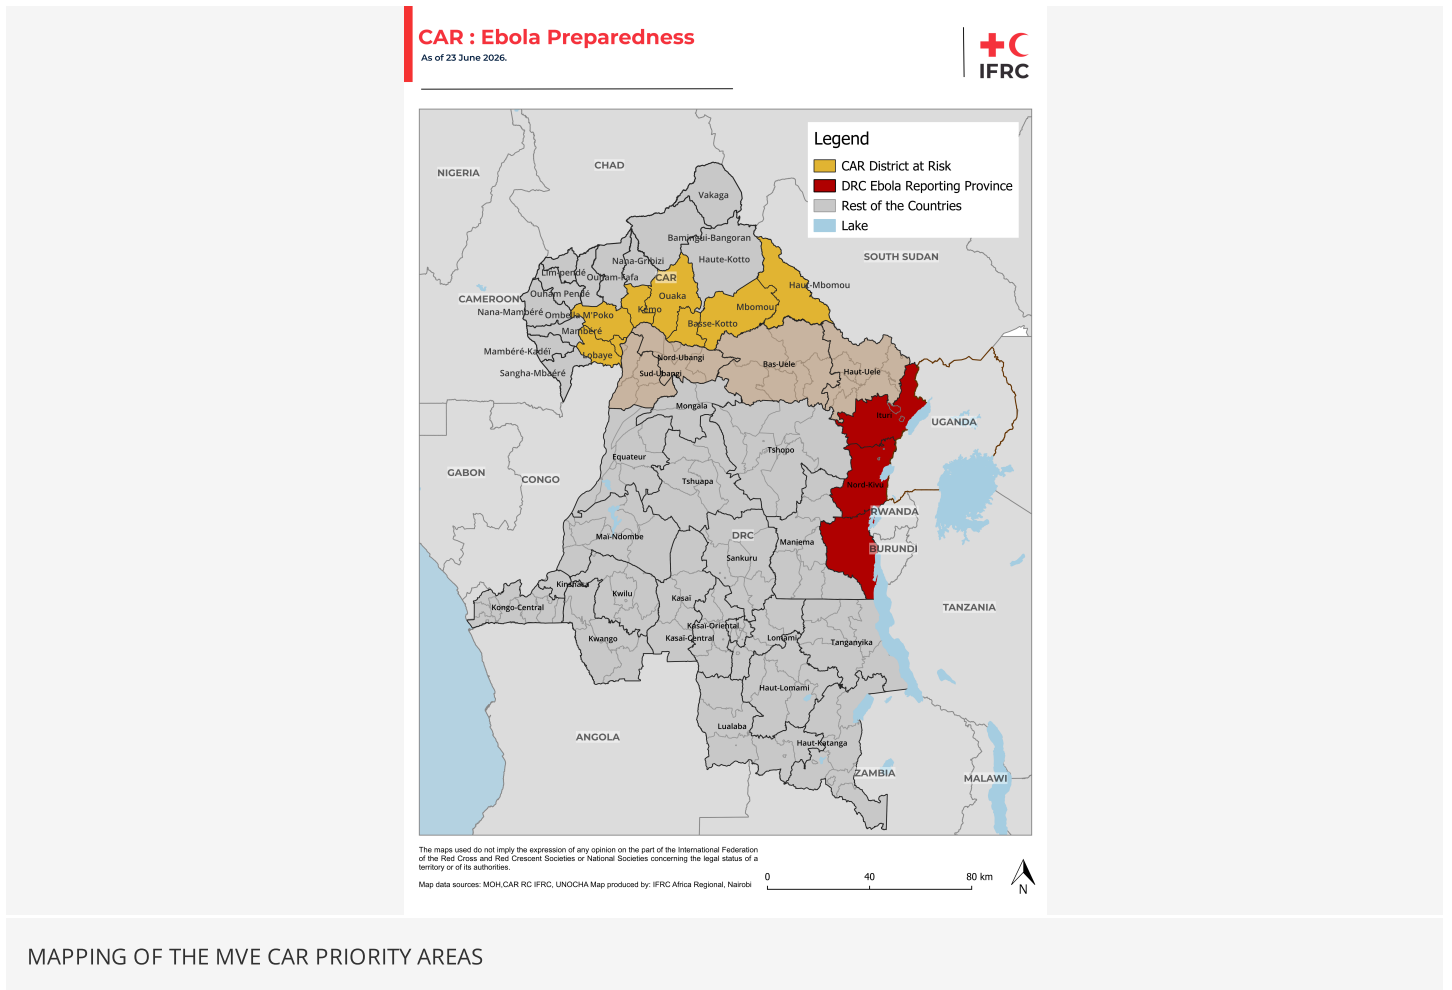 CAR : Ebola Preparedness
As of 23 June 2026.
IFRC
Legend
CAR District at Risk
DRC Ebola Reporting Province
Rest of the Countries
Lake
NIGERIA
CHAD
Vakaga
Bamingui-Bangoran
SOUTH SUDAN
Nana-Gribizi
Haute-Kotto
Lim-pendé
Ouham-Fafa
CAR
Haut-Mbomou
Ouham Pendé
Ouaka
CAMEROON
Nana-Mambéré
Ombella M'Poko
Kémo
Mbomou
Mambéré
Basse-Kotto
Mambéré-Kadéï
Lobaye
Nord-Ubangi
Bas-Uele
Sangha-Mbaéré
Sud-Ubangi
Haut-Uele
Mongala
Ituri
UGANDA
Equateur
Tshopo
GABON
CONGO
Tshuapa
Nord-Kivu
RWANDA
Maï-Ndombe
DRC
Maniema
BURUNDI
Sankuru
Kinshasa
Kwilu
Kasaï
Kongo-Central
TANZANIA
Kasaï-Oriental
Kwango
Kasaï-Central
Lomami
Tanganyika
Haut-Lomami
Lualaba
ANGOLA
Haut-Katanga
ZAMBIA
MALAWI
The maps used do not imply the expression of any opinion on the part of the International Federation
of the Red Cross and Red Crescent Societies or National Societies concerning the legal status of a
territory or of its authorities.
Map data sources: MOH,CAR RC IFRC, UNOCHA Map produced by: IFRC Africa Regional, Nairobi
0 40 80 km
N
MAPPING OF THE MVE CAR PRIORITY AREAS